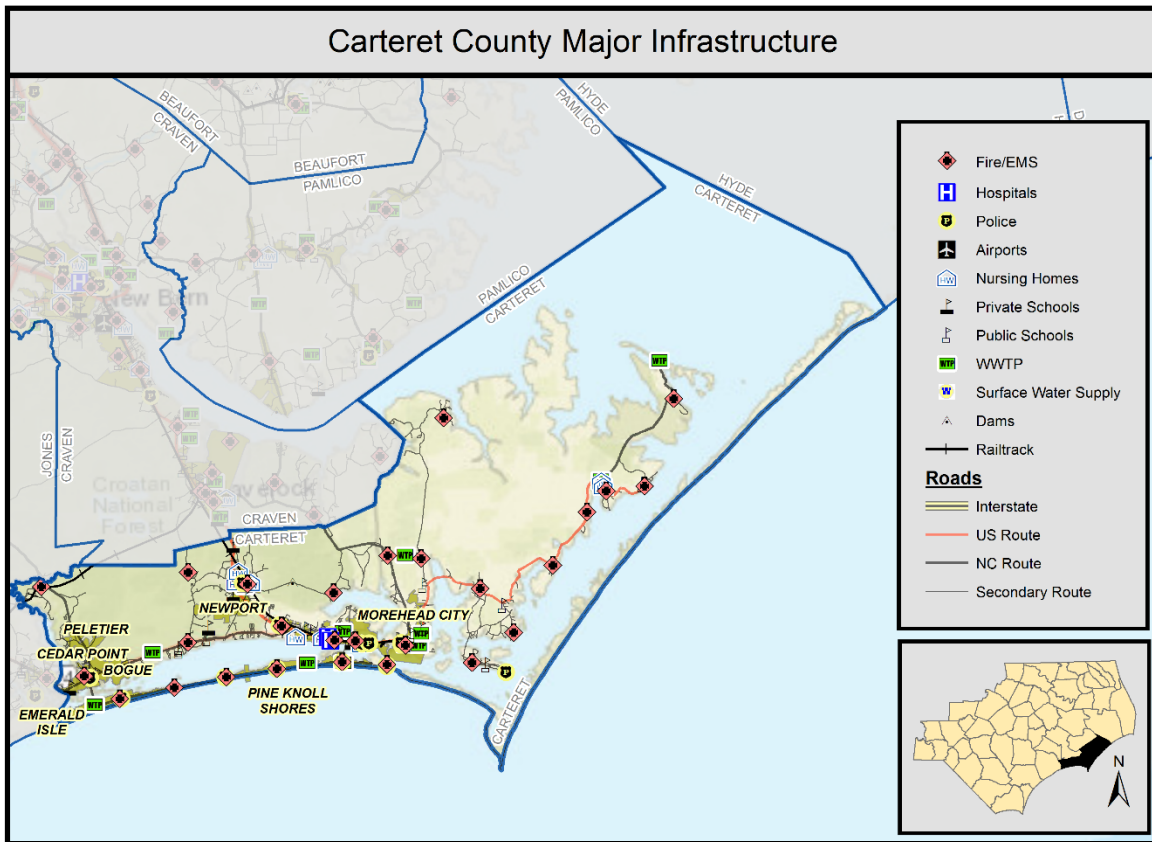 Carteret County Major Infrastructure
HYDE
PAMLICO
BEAUFORT
CRAVEN
BEAUFORT
PAMLICO
HYDE
CARTERET
PAMLICO
CARTERET
New Bern
JONES
CRAVEN
Croatan
National
Forest
CRAVEN
CARTERET
NEWPORT
MOREHEAD CITY
PELETIER
CEDAR POINT
BOGUE
PINE KNOLL
SHORES
EMERALD
ISLE
CARTERET
Fire/EMS
Hospitals
Police
Airports
Nursing Homes
Private Schools
Public Schools
WWTP
Surface Water Supply
Dams
Railtrack
Roads
Interstate
US Route
NC Route
Secondary Route
N